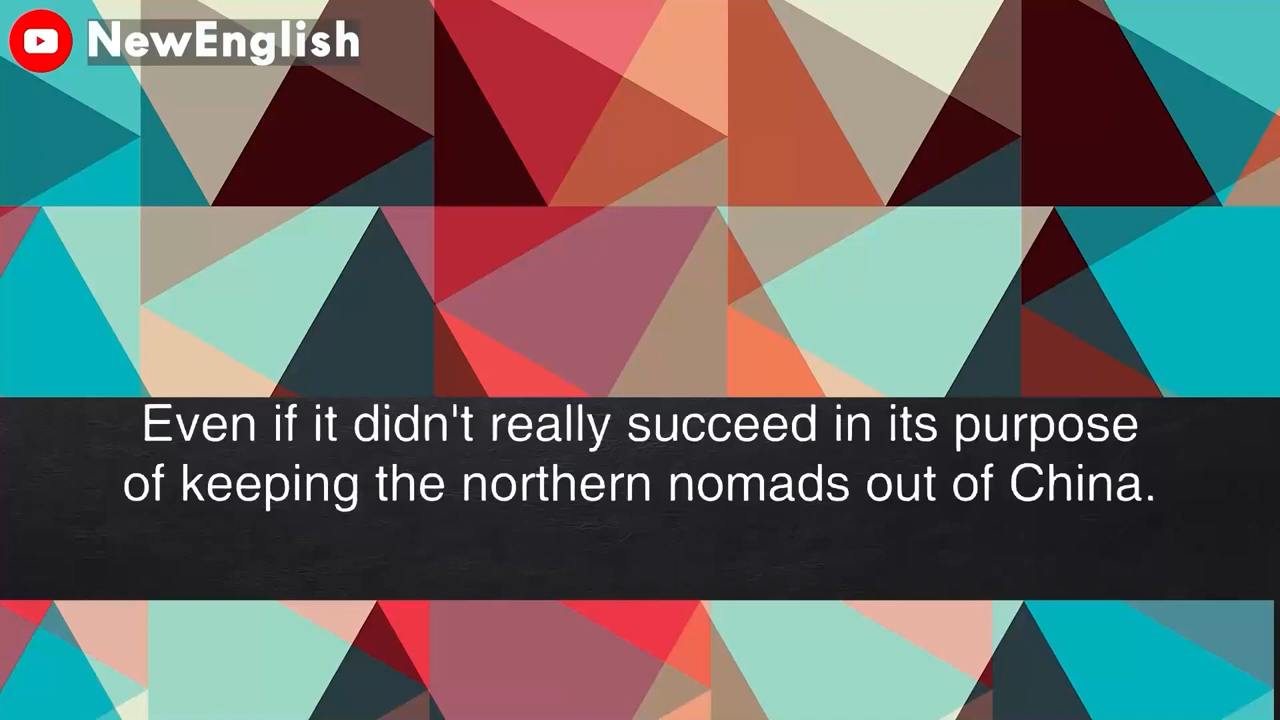 NewEnglish
Even if it didn't really succeed in its purpose
of keeping the northern nomads out of China.